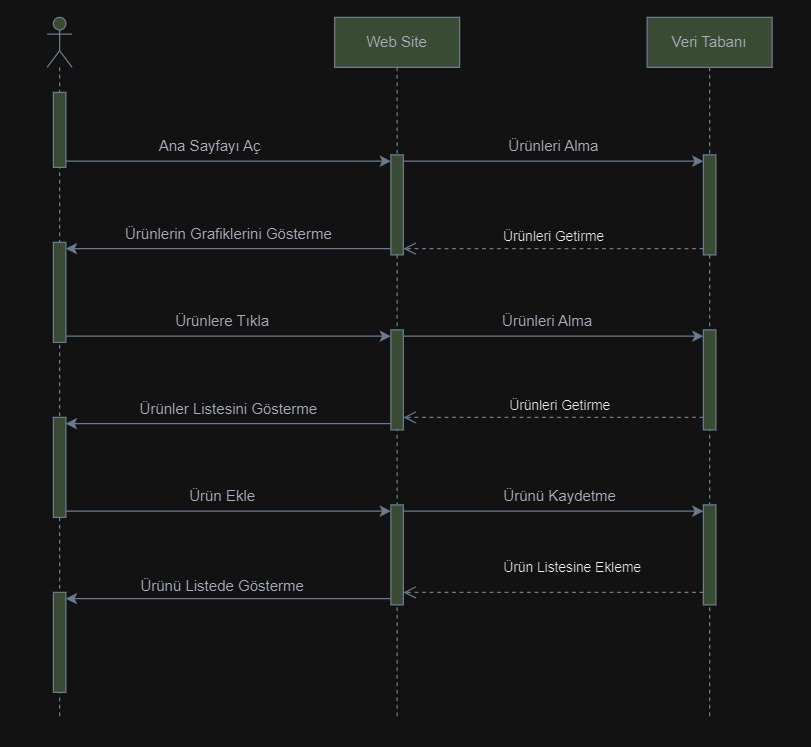 Web Site
Veri Tabanı
Ana Sayfayı Aç
Ürünleri Alma
Ürünlerin Grafiklerini Gösterme
Ürünleri Getirme
Ürünlere Tıkla
Ürünleri Alma
Ürünler Listesini Gösterme
Ürünleri Getirme
Ürün Ekle
Ürünü Kaydetme
Ürün Listesine Ekleme
Ürünü Listede Gösterme